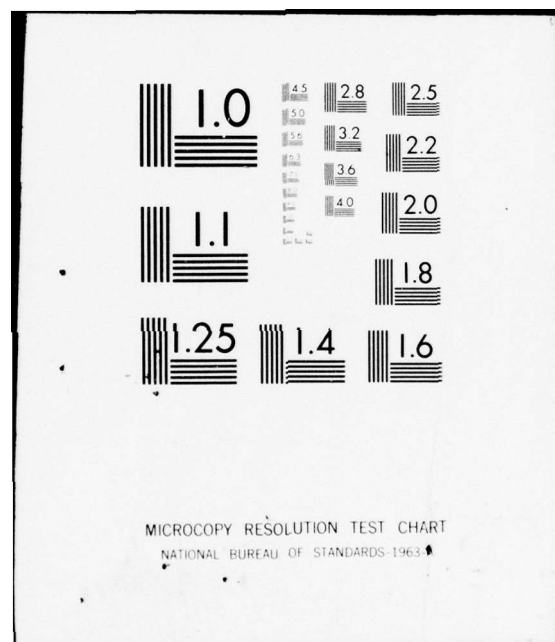 1.0
4.5 2.8 2.5
5.0
5.6 3.2 2.2
6.3
3.6
4.0 2.0
1.1
1.8
1.25 1.4 1.6
MICROCOPY RESOLUTION TEST CHART
NATIONAL BUREAU OF STANDARDS-1963-